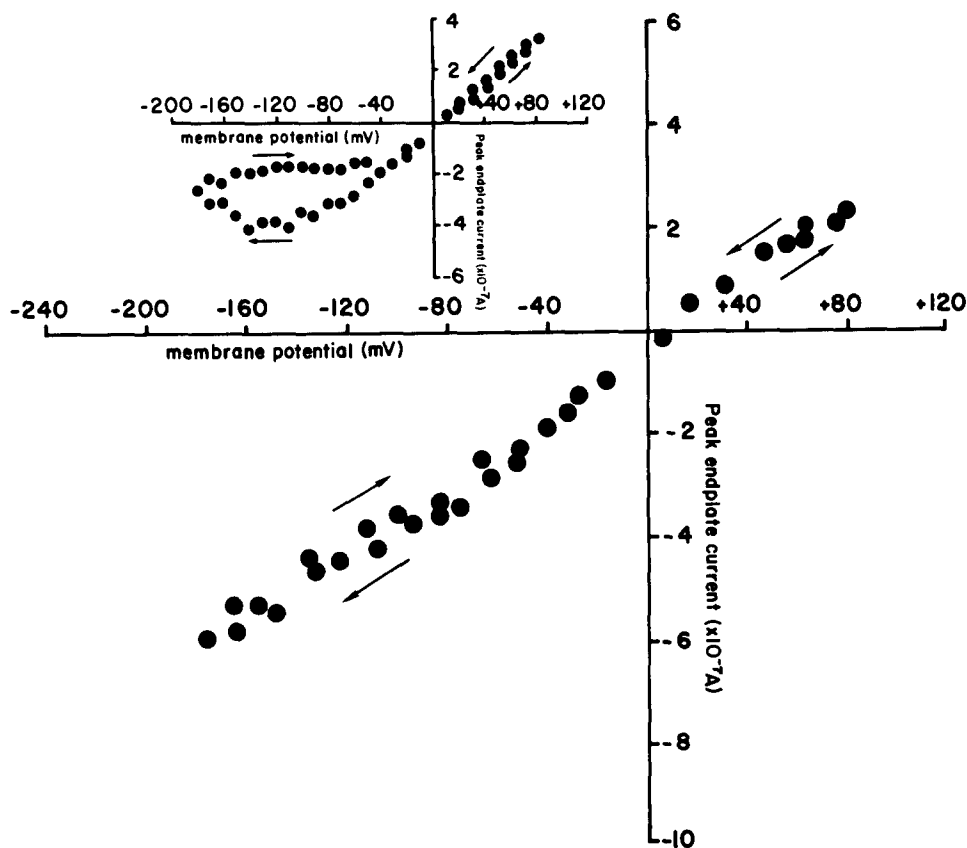 4
2
-200 -160 -120 -80 -40
+40 +80 +120
membrane potential (mV)
-2
-4
-6
Peak endplate current (x10⁻⁷A)
6
4
2
-240 -200 -160 -120 -80 -40
+40 +80 +120
membrane potential (mV)
-2
-4
-6
-8
-10
Peak endplate current (x10⁻⁷A)